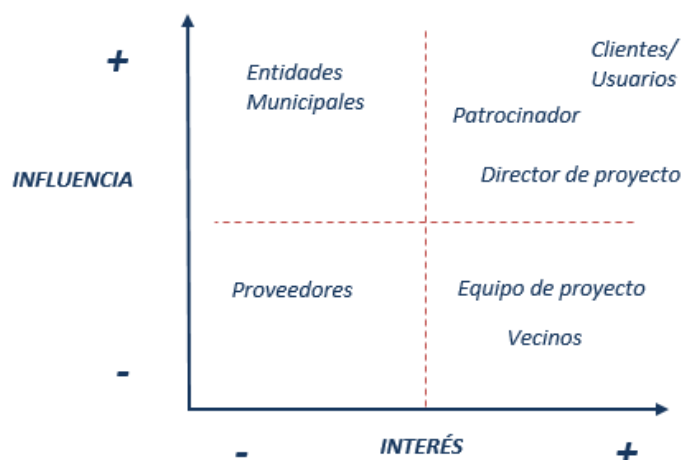 +
Entidades
Municipales
Clientes/
Usuarios
Patrocinador
INFLUENCIA
Director de proyecto
Proveedores
Equipo de proyecto
Vecinos
-
-
INTERÉS
+